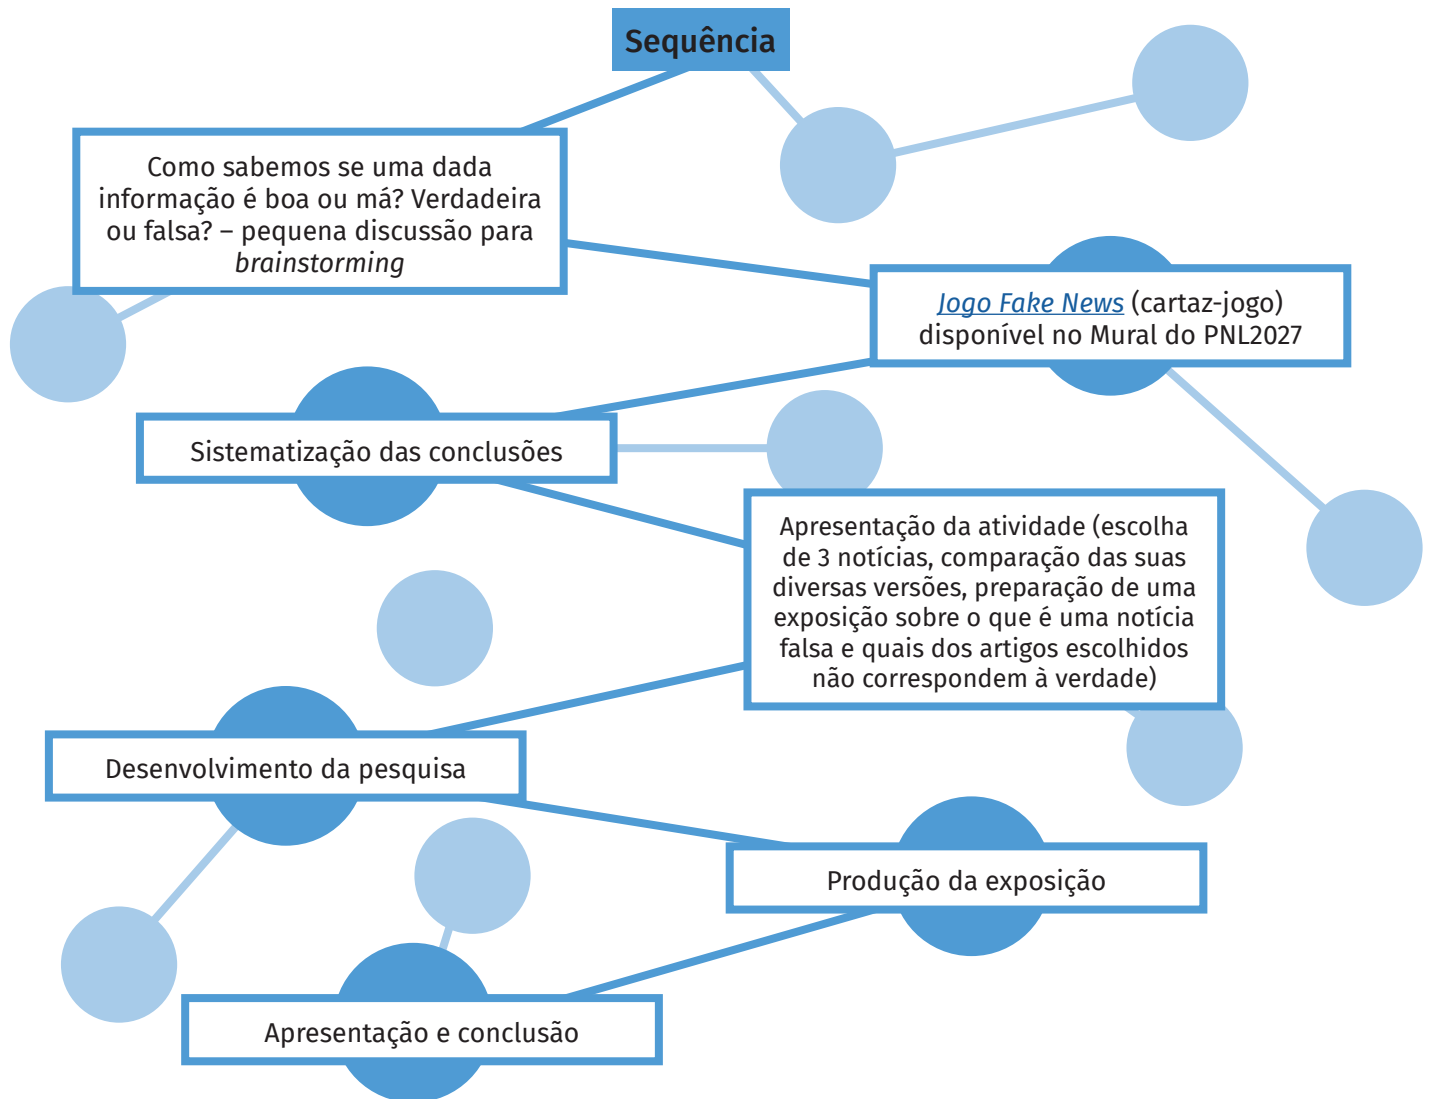 Sequência
Como sabemos se uma dada
informação é boa ou má? Verdadeira
ou falsa? – pequena discussão para
brainstorming
Jogo Fake News (cartaz-jogo)
disponível no Mural do PNL2027
Sistematização das conclusões
Apresentação da atividade (escolha
de 3 notícias, comparação das suas
diversas versões, preparação de uma
exposição sobre o que é uma notícia
falsa e quais dos artigos escolhidos
não correspondem à verdade)
Desenvolvimento da pesquisa
Produção da exposição
Apresentação e conclusão